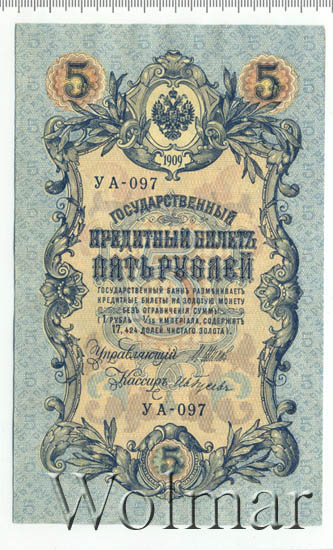 5 5
1909
УА-097
ГОСУДАРСТВЕННЫЙ
КРЕДИТНЫЙ БИЛЕТЪ
ПЯТЬ РУБЛЕЙ
ГОСУДАРСТВЕННЫЙ БАНКЪ РАЗМѢНИВАЕТЪ
КРЕДИТНЫЕ БИЛЕТЫ НА ЗОЛОТУЮ МОНЕТУ
БЕЗЪ ОГРАНИЧЕНІЯ СУММЫ
(1 РУБЛЬ = 1/15 ИМПЕРІАЛА, СОДЕРЖИТЪ
17,424 ДОЛЕЙ ЧИСТАГО ЗОЛОТА).
Управляющій
Кассиръ
УА-097
5
Wolmar